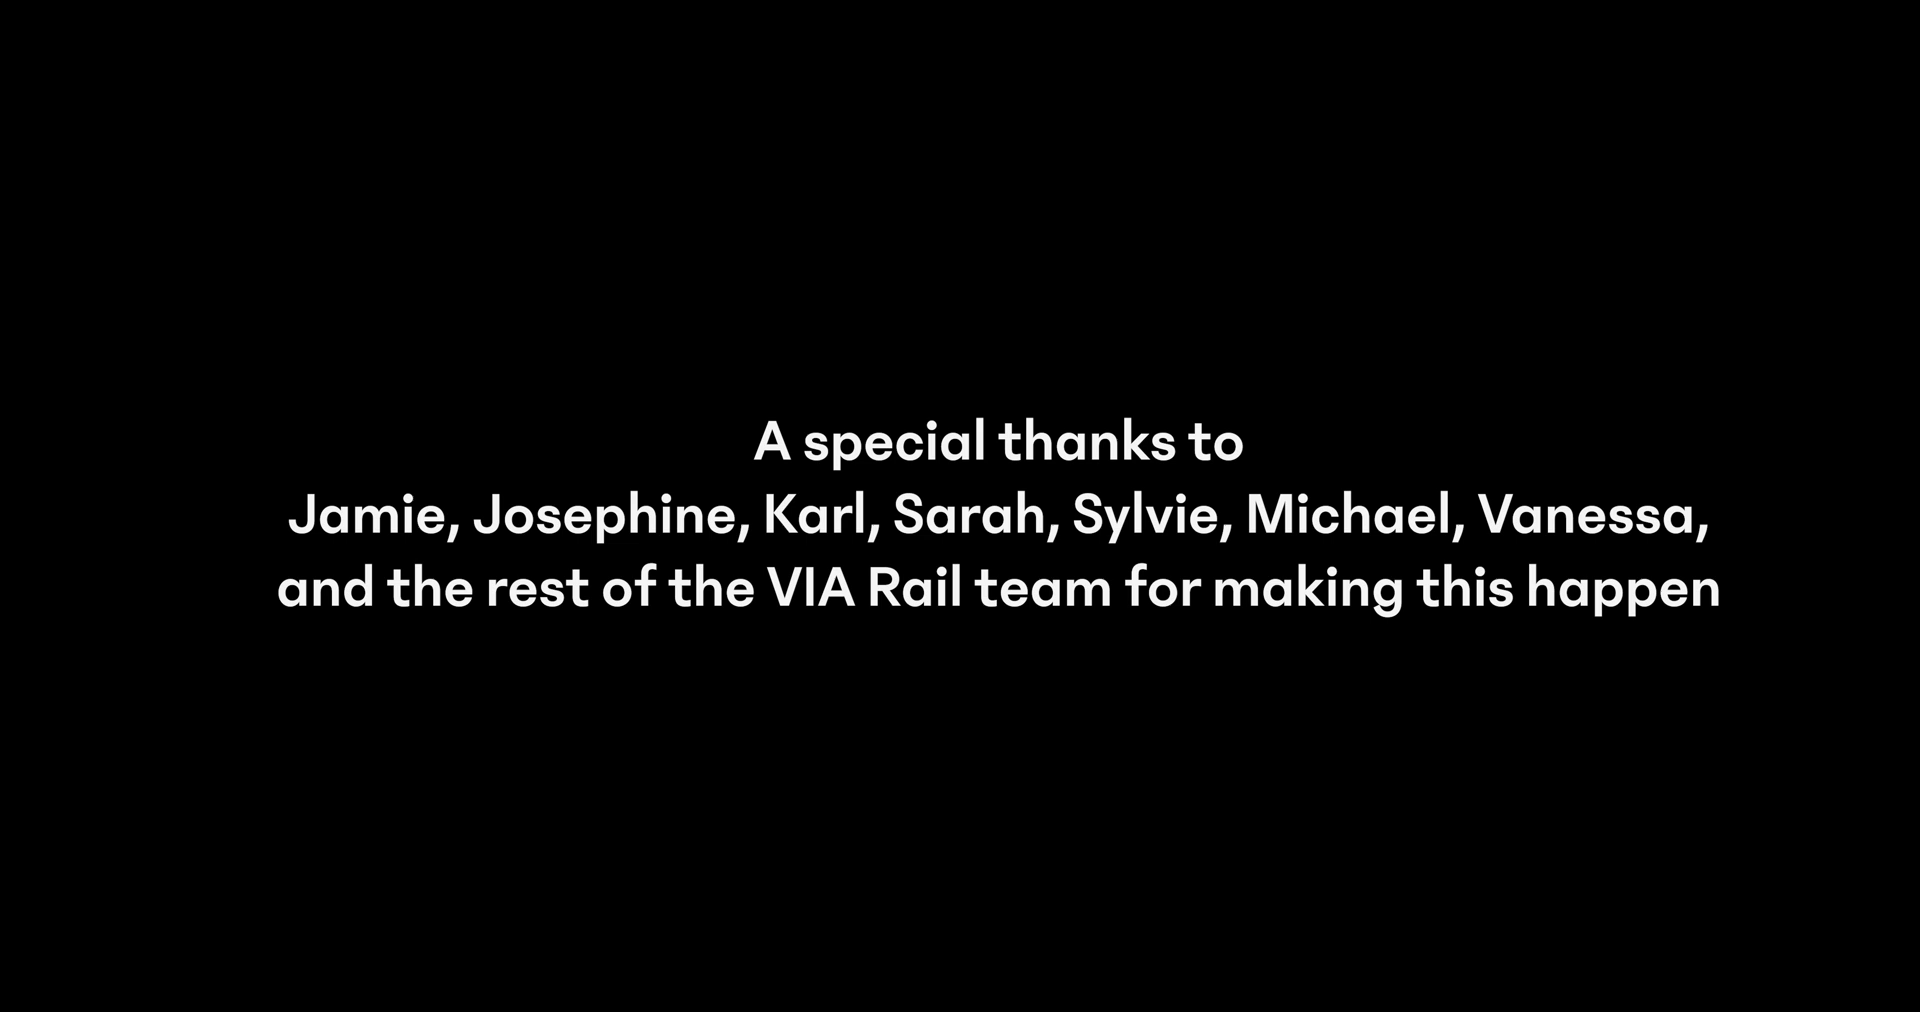 A special thanks to
Jamie, Josephine, Karl, Sarah, Sylvie, Michael, Vanessa,
and the rest of the VIA Rail team for making this happen